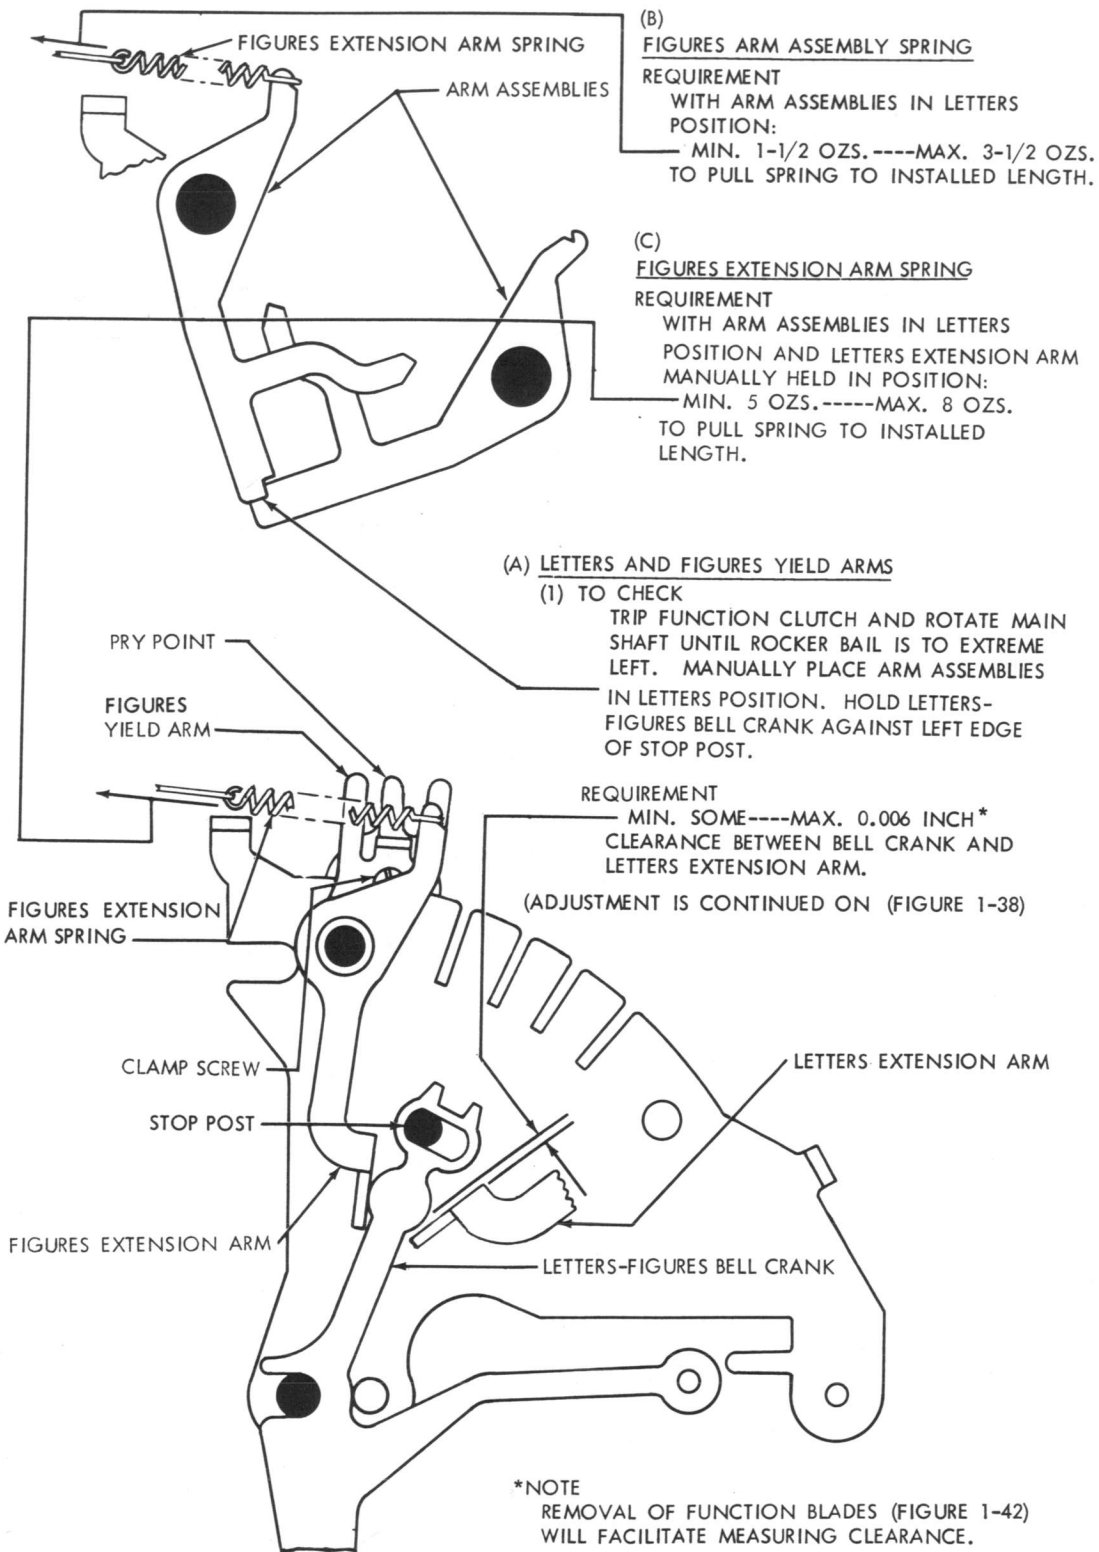 (B)
FIGURES ARM ASSEMBLY SPRING
REQUIREMENT
WITH ARM ASSEMBLIES IN LETTERS
POSITION:
MIN. 1-1/2 OZS.----MAX. 3-1/2 OZS.
TO PULL SPRING TO INSTALLED LENGTH.
FIGURES EXTENSION ARM SPRING
ARM ASSEMBLIES
(C)
FIGURES EXTENSION ARM SPRING
REQUIREMENT
WITH ARM ASSEMBLIES IN LETTERS
POSITION AND LETTERS EXTENSION ARM
MANUALLY HELD IN POSITION:
MIN. 5 OZS.-----MAX. 8 OZS.
TO PULL SPRING TO INSTALLED
LENGTH.
(A) LETTERS AND FIGURES YIELD ARMS
(1) TO CHECK
TRIP FUNCTION CLUTCH AND ROTATE MAIN
SHAFT UNTIL ROCKER BAIL IS TO EXTREME
LEFT. MANUALLY PLACE ARM ASSEMBLIES
IN LETTERS POSITION. HOLD LETTERS-
FIGURES BELL CRANK AGAINST LEFT EDGE
OF STOP POST.
REQUIREMENT
MIN. SOME----MAX. 0.006 INCH*
CLEARANCE BETWEEN BELL CRANK AND
LETTERS EXTENSION ARM.
(ADJUSTMENT IS CONTINUED ON (FIGURE 1-38)
PRY POINT
FIGURES
YIELD ARM
FIGURES EXTENSION
ARM SPRING
CLAMP SCREW
STOP POST
FIGURES EXTENSION ARM
LETTERS EXTENSION ARM
LETTERS-FIGURES BELL CRANK
*NOTE
REMOVAL OF FUNCTION BLADES (FIGURE 1-42)
WILL FACILITATE MEASURING CLEARANCE.